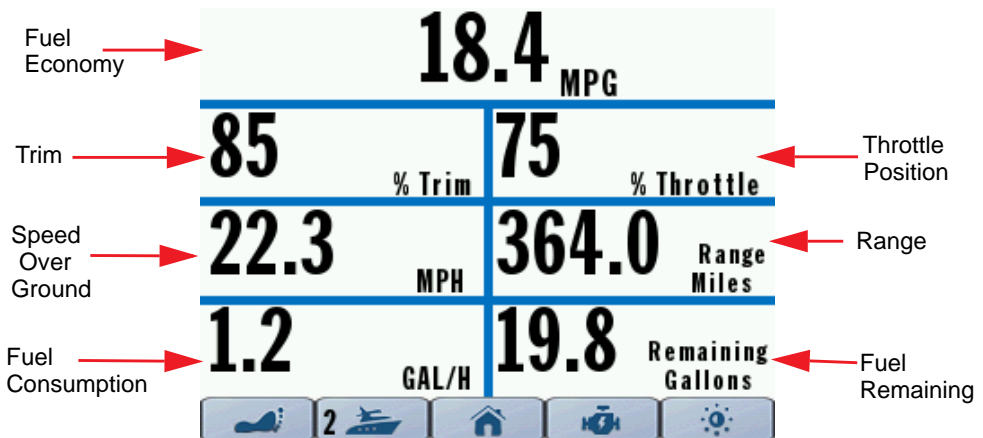 Fuel
Economy
18.4 MPG
Trim
85 % Trim
75 % Throttle
Throttle
Position
Speed
Over
Ground
22.3 MPH
364.0 Range
Miles
Range
Fuel
Consumption
1.2 GAL/H
19.8 Remaining
Gallons
Fuel
Remaining
2